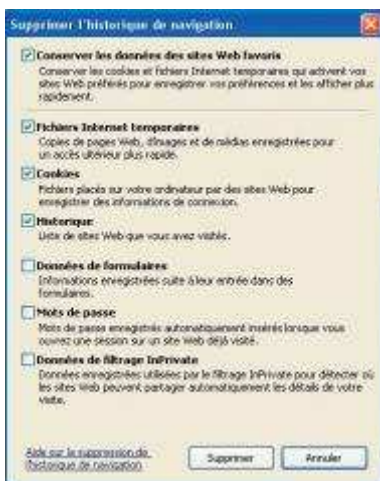 Supprimer l'historique de navigation
Conserver les données des sites Web favoris
Conserver les cookies et fichiers Internet temporaires qui activent vos
sites Web préférés pour enregistrer vos préférences et les afficher plus
rapidement.
Fichiers Internet temporaires
Copies de pages Web, d'images et de médias enregistrées pour
un accès ultérieur plus rapide.
Cookies
Fichiers placés sur votre ordinateur par des sites Web pour
enregistrer des informations de connexion.
Historique
Liste de sites Web que vous avez visités.
Données de formulaires
Informations enregistrées suite à leur entrée dans des
formulaires.
Mots de passe
Mots de passe enregistrés automatiquement insérés lorsque vous
ouvrez une session sur un site Web déjà visité.
Données de filtrage InPrivate
Données enregistrées utilisées par le filtrage InPrivate pour détecter où
les sites Web peuvent partager automatiquement les détails de votre
visite.
Aide sur la suppression de
l'historique de navigation
Supprimer
Annuler